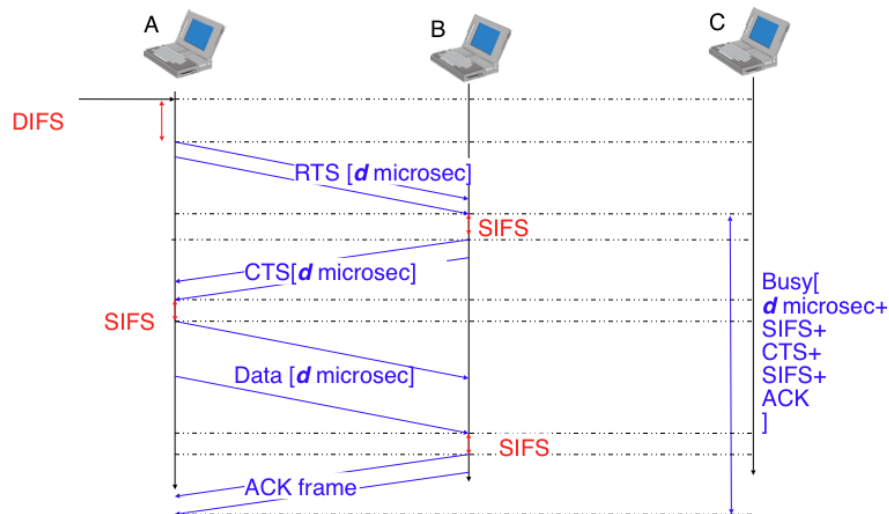 A
B
C
DIFS
RTS [d microsec]
SIFS
CTS[d microsec]
SIFS
Data [d microsec]
SIFS
ACK frame
Busy[
d microsec+
SIFS+
CTS+
SIFS+
ACK
]